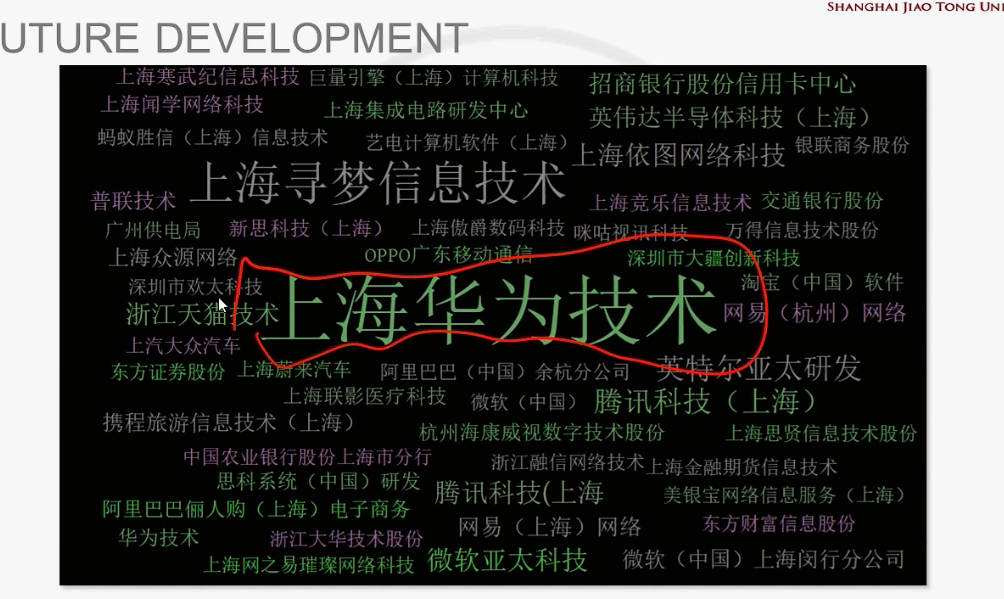 SHANGHAI JIAO TONG UNI
UTURE DEVELOPMENT
上海寒武纪信息科技 巨量引擎（上海）计算机科技 招商银行股份信用卡中心
上海闻学网络科技 上海集成电路研发中心 英伟达半导体科技（上海）
蚂蚁胜信（上海）信息技术 艺电计算机软件（上海） 上海依图网络科技 银联商务股份
上海寻梦信息技术
普联技术 上海竞乐信息技术 交通银行股份
广州供电局 新思科技（上海） 上海傲爵数码科技 咪咕视讯科技 万得信息技术股份
上海众源网络 OPPO广东移动通信 深圳市大疆创新科技
深圳市欢太科技 淘宝（中国）软件
浙江天猫技术 上海华为技术 网易（杭州）网络
上汽大众汽车
东方证券股份 上海蔚来汽车 阿里巴巴（中国）余杭分公司 英特尔亚太研发
上海联影医疗科技 微软（中国） 腾讯科技（上海）
携程旅游信息技术（上海） 杭州海康威视数字技术股份 上海思贤信息技术股份
中国农业银行股份上海市分行 浙江融信网络技术 上海金融期货信息技术
思科系统（中国）研发 腾讯科技(上海 美银宝网络信息服务（上海）
阿里巴巴俪人购（上海）电子商务 网易（上海）网络 东方财富信息股份
华为技术 浙江大华技术股份
上海网之易璀璨网络科技 微软亚太科技 微软（中国）上海闵行分公司